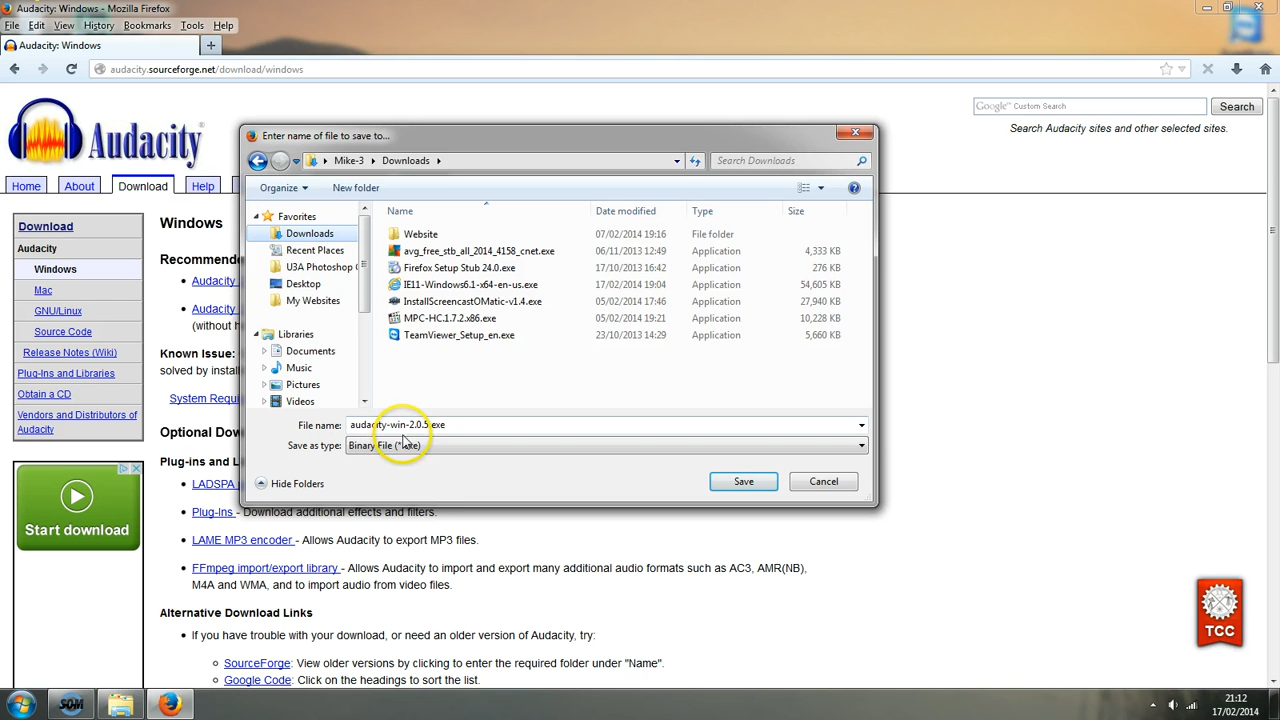 Audacity: Windows - Mozilla Firefox
File Edit View History Bookmarks Tools Help
Audacity: Windows
audacity.sourceforge.net/download/windows
Google™ Custom Search
Search
Search Audacity sites and other selected sites.
Audacity
Home About Download Help
Download
Audacity
Windows
Mac
GNU/Linux
Source Code
Release Notes (Wiki)
Plug-Ins and Libraries
Obtain a CD
Vendors and Distributors of
Audacity
Start download
Windows
Recomme
Audacity
Audacity
(without h
Known Issue:
solved by instal
System Requi
Optional Do
Plug-ins and L
LADSPA
Plug-Ins - Download additional effects and filters.
LAME MP3 encoder - Allows Audacity to export MP3 files.
FFmpeg import/export library - Allows Audacity to import and export many additional audio formats such as AC3, AMR(NB),
M4A and WMA, and to import audio from video files.
Alternative Download Links
If you have trouble with your download, or need an older version of Audacity, try:
SourceForge: View older versions by clicking to enter the required folder under "Name".
Google Code: Click on the headings to sort the list.
Enter name of file to save to...
Mike-3 Downloads
Search Downloads
Organize New folder
Favorites
Downloads
Recent Places
U3A Photoshop
Desktop
My Websites
Libraries
Documents
Music
Pictures
Videos
Name Date modified Type Size
Website 07/02/2014 19:16 File folder
avg_free_stb_all_2014_4158_cnet.exe 06/11/2013 12:49 Application 4,333 KB
Firefox Setup Stub 24.0.exe 17/10/2013 16:42 Application 276 KB
IE11-Windows6.1-x64-en-us.exe 17/02/2014 19:04 Application 54,605 KB
InstallScreencastOMatic-v1.4.exe 05/02/2014 17:46 Application 27,940 KB
MPC-HC.1.7.2.x86.exe 05/02/2014 19:21 Application 10,228 KB
TeamViewer_Setup_en.exe 23/10/2013 14:29 Application 5,660 KB
File name: audacity-win-2.0.5.exe
Save as type: Binary File (*.exe)
Hide Folders
Save
Cancel
TCC
SOM
21:12
17/02/2014